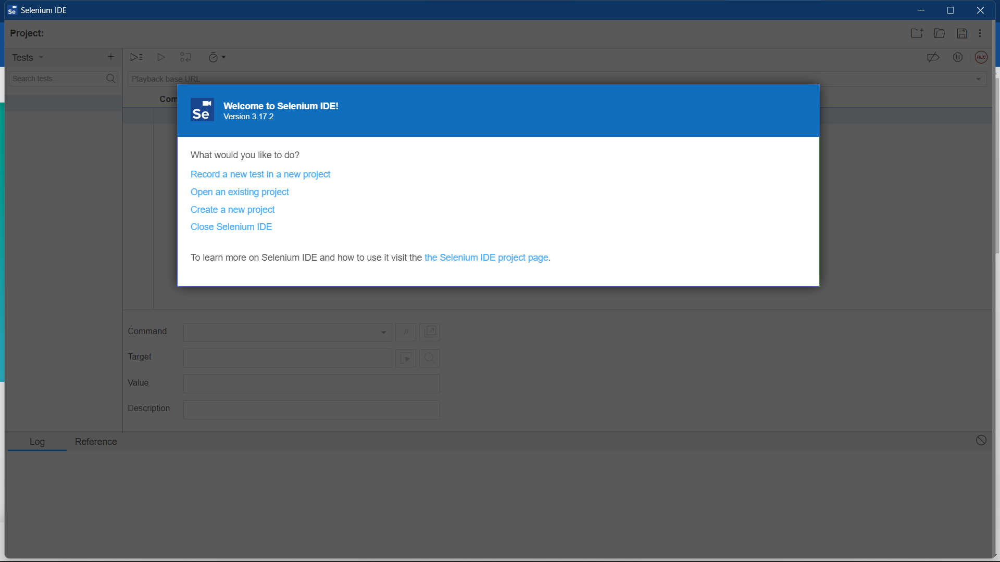 Se Selenium IDE
Project:
Tests
REC
Search tests...
Playback base URL
Com
Se
Welcome to Selenium IDE!
Version 3.17.2
What would you like to do?
Record a new test in a new project
Open an existing project
Create a new project
Close Selenium IDE
To learn more on Selenium IDE and how to use it visit the the Selenium IDE project page.
Command
//
Target
Value
Description
Log Reference